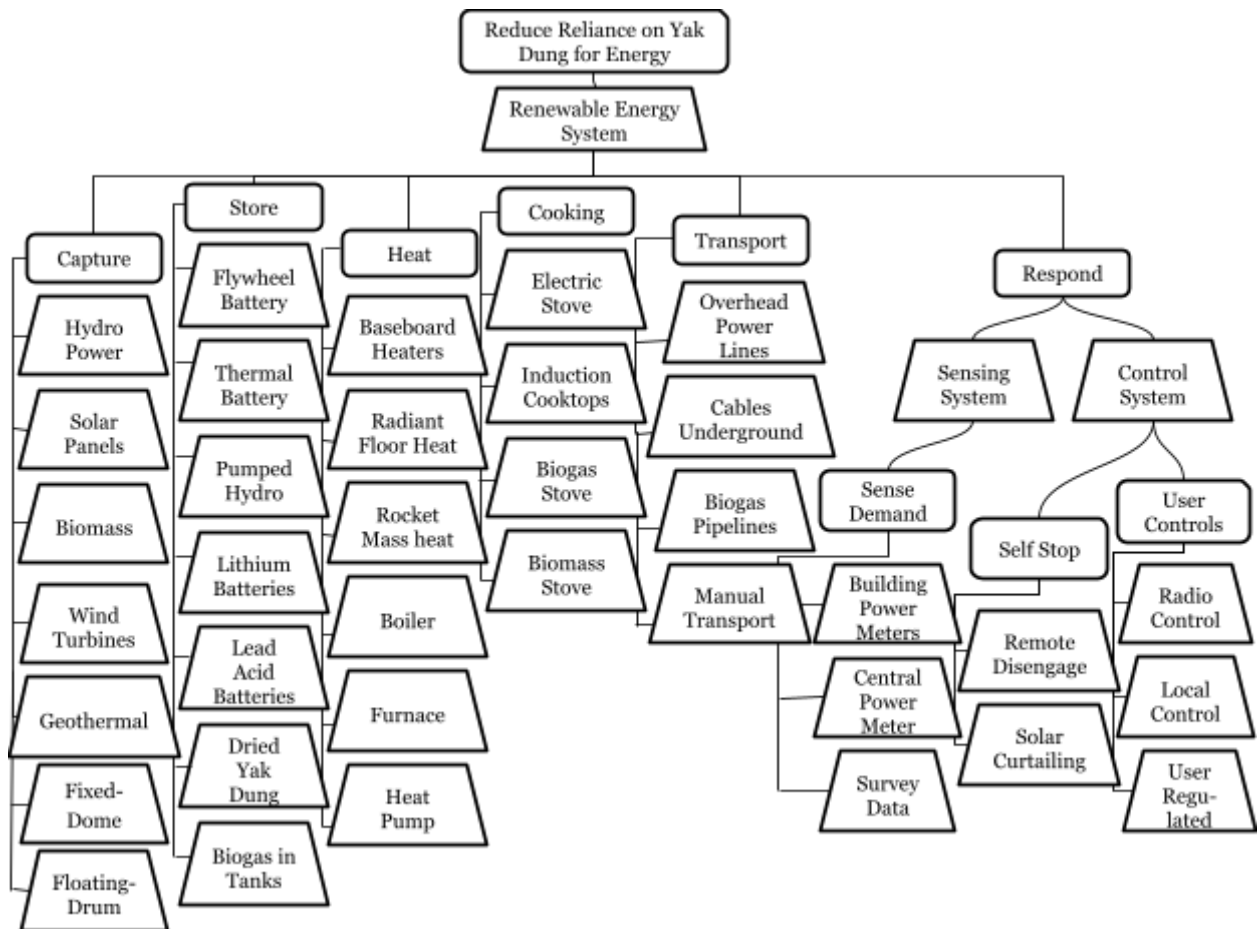 Reduce Reliance on Yak
Dung for Energy
Renewable Energy
System
Capture
Hydro
Power
Solar
Panels
Biomass
Wind
Turbines
Geothermal
Fixed-
Dome
Floating-
Drum
Store
Flywheel
Battery
Thermal
Battery
Pumped
Hydro
Lithium
Batteries
Lead
Acid
Batteries
Dried
Yak
Dung
Biogas in
Tanks
Heat
Baseboard
Heaters
Radiant
Floor Heat
Rocket
Mass heat
Boiler
Furnace
Heat
Pump
Cooking
Electric
Stove
Induction
Cooktops
Biogas
Stove
Biomass
Stove
Transport
Overhead
Power
Lines
Cables
Underground
Biogas
Pipelines
Manual
Transport
Respond
Sensing
System
Sense
Demand
Building
Power
Meters
Central
Power
Meter
Survey
Data
Control
System
Self Stop
Remote
Disengage
Solar
Curtailing
User
Controls
Radio
Control
Local
Control
User
Regu-
lated